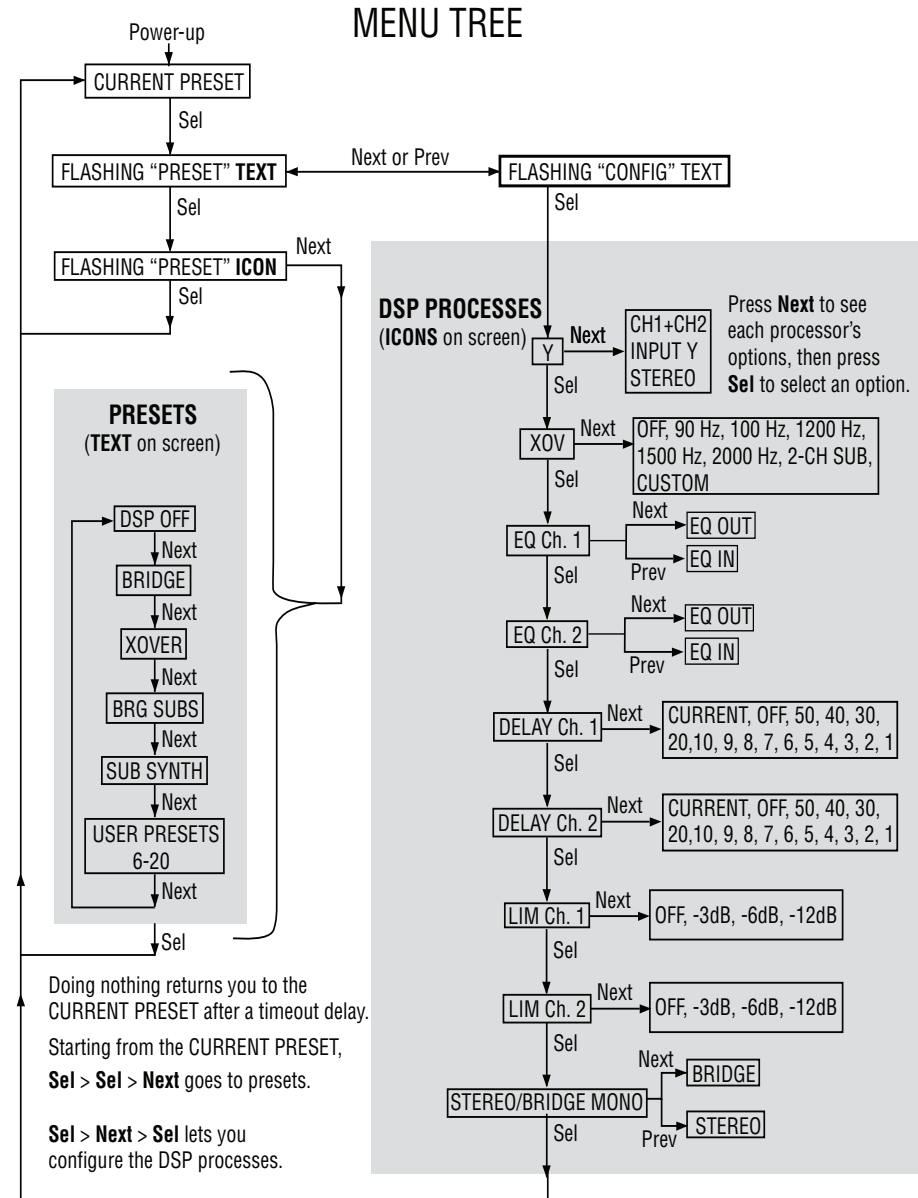 MENU TREE
Power-up
CURRENT PRESET
Sel
FLASHING “PRESET” TEXT
Next or Prev
FLASHING “CONFIG” TEXT
Sel
Sel
FLASHING “PRESET” ICON
Next
Sel
PRESETS
(TEXT on screen)
DSP OFF
Next
BRIDGE
Next
XOVER
Next
BRG SUBS
Next
SUB SYNTH
Next
USER PRESETS
6-20
Next
Sel
Doing nothing returns you to the
CURRENT PRESET after a timeout delay.
Starting from the CURRENT PRESET,
Sel > Sel > Next goes to presets.
Sel > Next > Sel lets you
configure the DSP processes.
DSP PROCESSES
(ICONS on screen)
Y
Next
CH1+CH2
INPUT Y
STEREO
Press Next to see
each processor’s
options, then press
Sel to select an option.
Sel
XOV
Next
OFF, 90 Hz, 100 Hz, 1200 Hz,
1500 Hz, 2000 Hz, 2-CH SUB,
CUSTOM
Sel
EQ Ch. 1
Next
EQ OUT
Prev
EQ IN
Sel
EQ Ch. 2
Next
EQ OUT
Prev
EQ IN
Sel
DELAY Ch. 1
Next
CURRENT, OFF, 50, 40, 30,
20,10, 9, 8, 7, 6, 5, 4, 3, 2, 1
Sel
DELAY Ch. 2
Next
CURRENT, OFF, 50, 40, 30,
20,10, 9, 8, 7, 6, 5, 4, 3, 2, 1
Sel
LIM Ch. 1
Next
OFF, -3dB, -6dB, -12dB
Sel
LIM Ch. 2
Next
OFF, -3dB, -6dB, -12dB
Sel
STEREO/BRIDGE MONO
Next
BRIDGE
Prev
STEREO
Sel